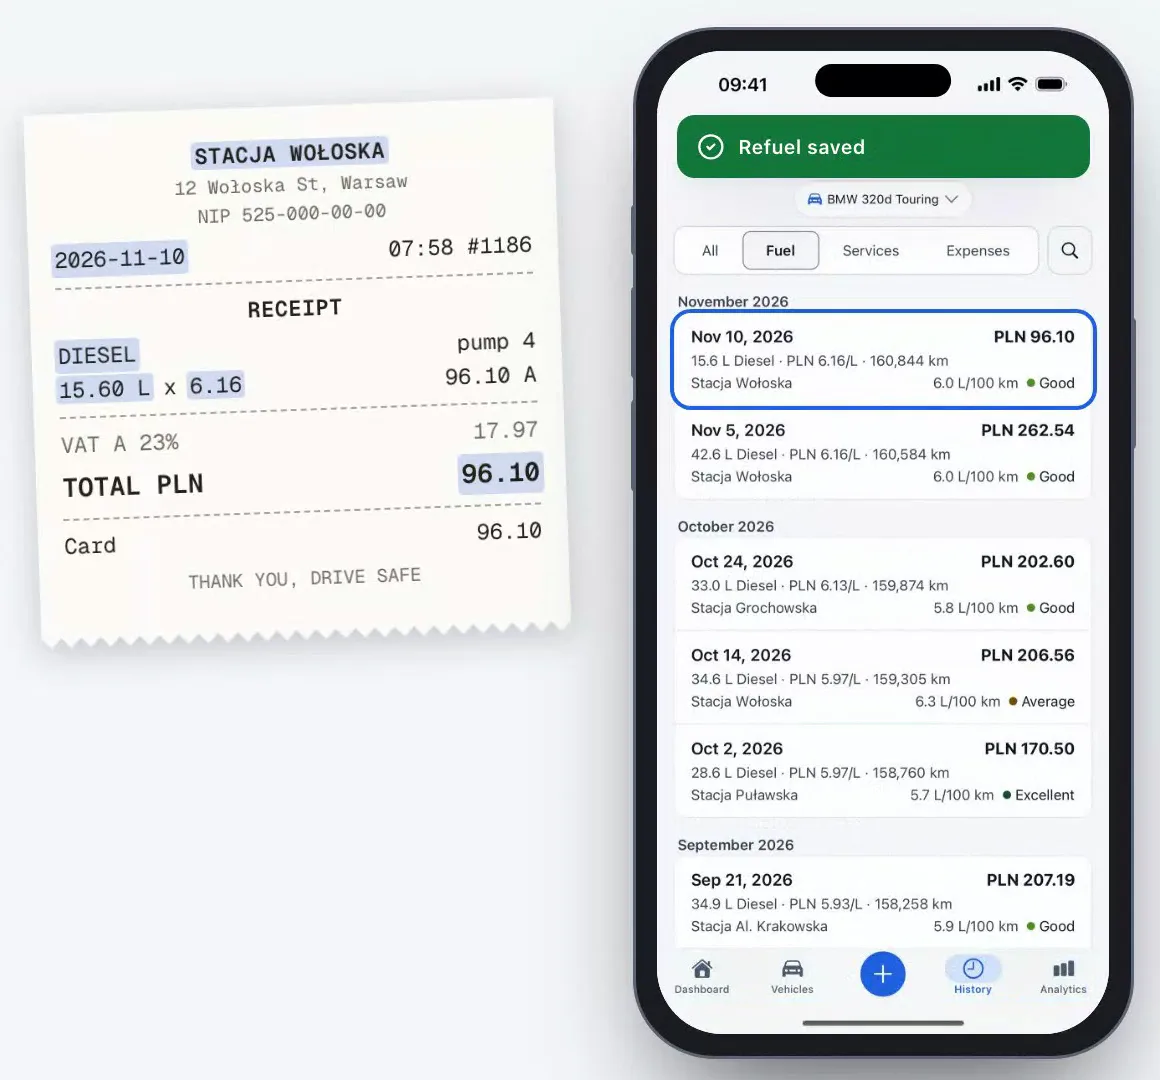 STACJA WOŁOSKA
12 Wołoska St, Warsaw
NIP 525-000-00-00
2026-11-10 07:58 #1186
RECEIPT
DIESEL pump 4
15.60 L x 6.16 96.10 A
VAT A 23% 17.97
TOTAL PLN 96.10
Card 96.10
THANK YOU, DRIVE SAFE
09:41
Refuel saved
BMW 320d Touring
All Fuel Services Expenses
November 2026
Nov 10, 2026 PLN 96.10
15.6 L Diesel · PLN 6.16/L · 160,844 km
Stacja Wołoska 6.0 L/100 km Good
Nov 5, 2026 PLN 262.54
42.6 L Diesel · PLN 6.16/L · 160,584 km
Stacja Wołoska 6.0 L/100 km Good
October 2026
Oct 24, 2026 PLN 202.60
33.0 L Diesel · PLN 6.13/L · 159,874 km
Stacja Grochowska 5.8 L/100 km Good
Oct 14, 2026 PLN 206.56
34.6 L Diesel · PLN 5.97/L · 159,305 km
Stacja Wołoska 6.3 L/100 km Average
Oct 2, 2026 PLN 170.50
28.6 L Diesel · PLN 5.97/L · 158,760 km
Stacja Puławska 5.7 L/100 km Excellent
September 2026
Sep 21, 2026 PLN 207.19
34.9 L Diesel · PLN 5.93/L · 158,258 km
Stacja Al. Krakowska 5.9 L/100 km Good
Dashboard Vehicles History Analytics